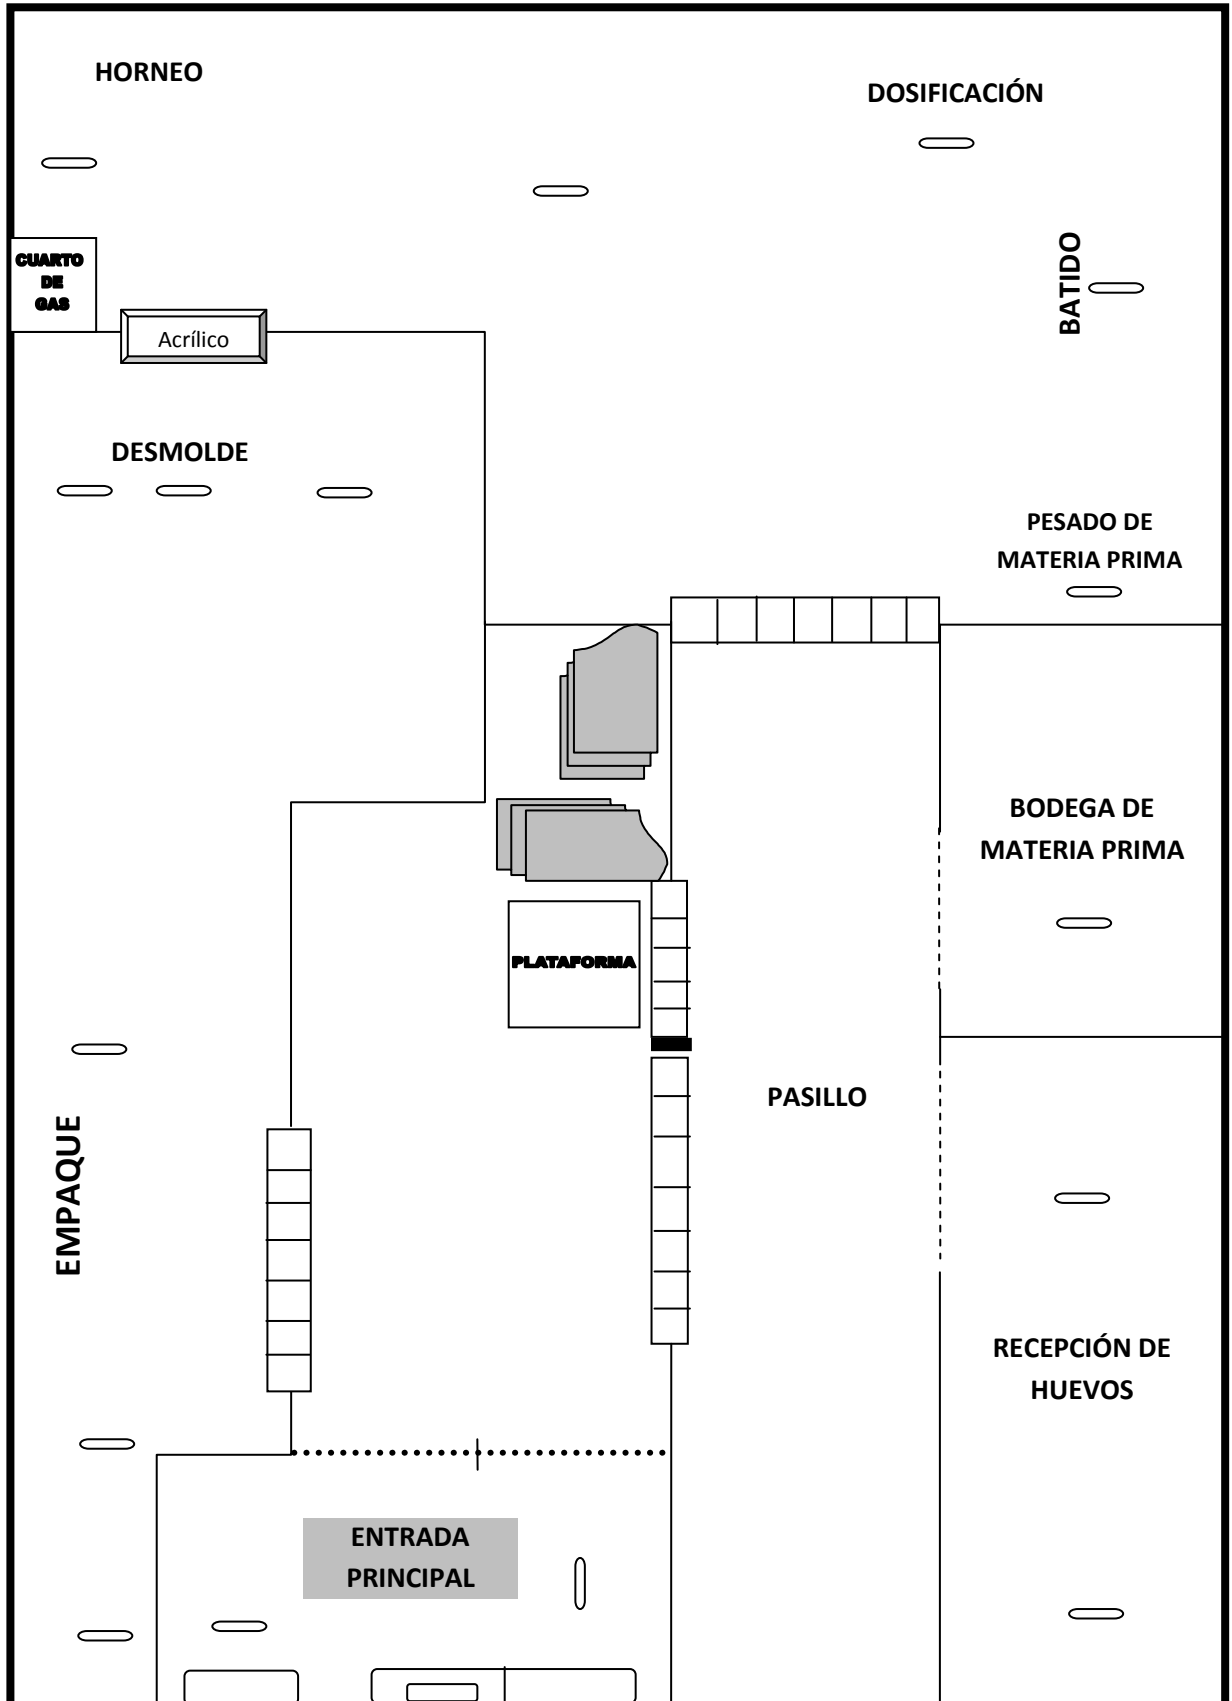 HORNEO
DOSIFICACIÓN
BATIDO
CUARTO
DE
GAS
Acrílico
DESMOLDE
PESADO DE
MATERIA PRIMA
BODEGA DE
MATERIA PRIMA
PLATAFORMA
PASILLO
EMPAQUE
RECEPCIÓN DE
HUEVOS
ENTRADA
PRINCIPAL